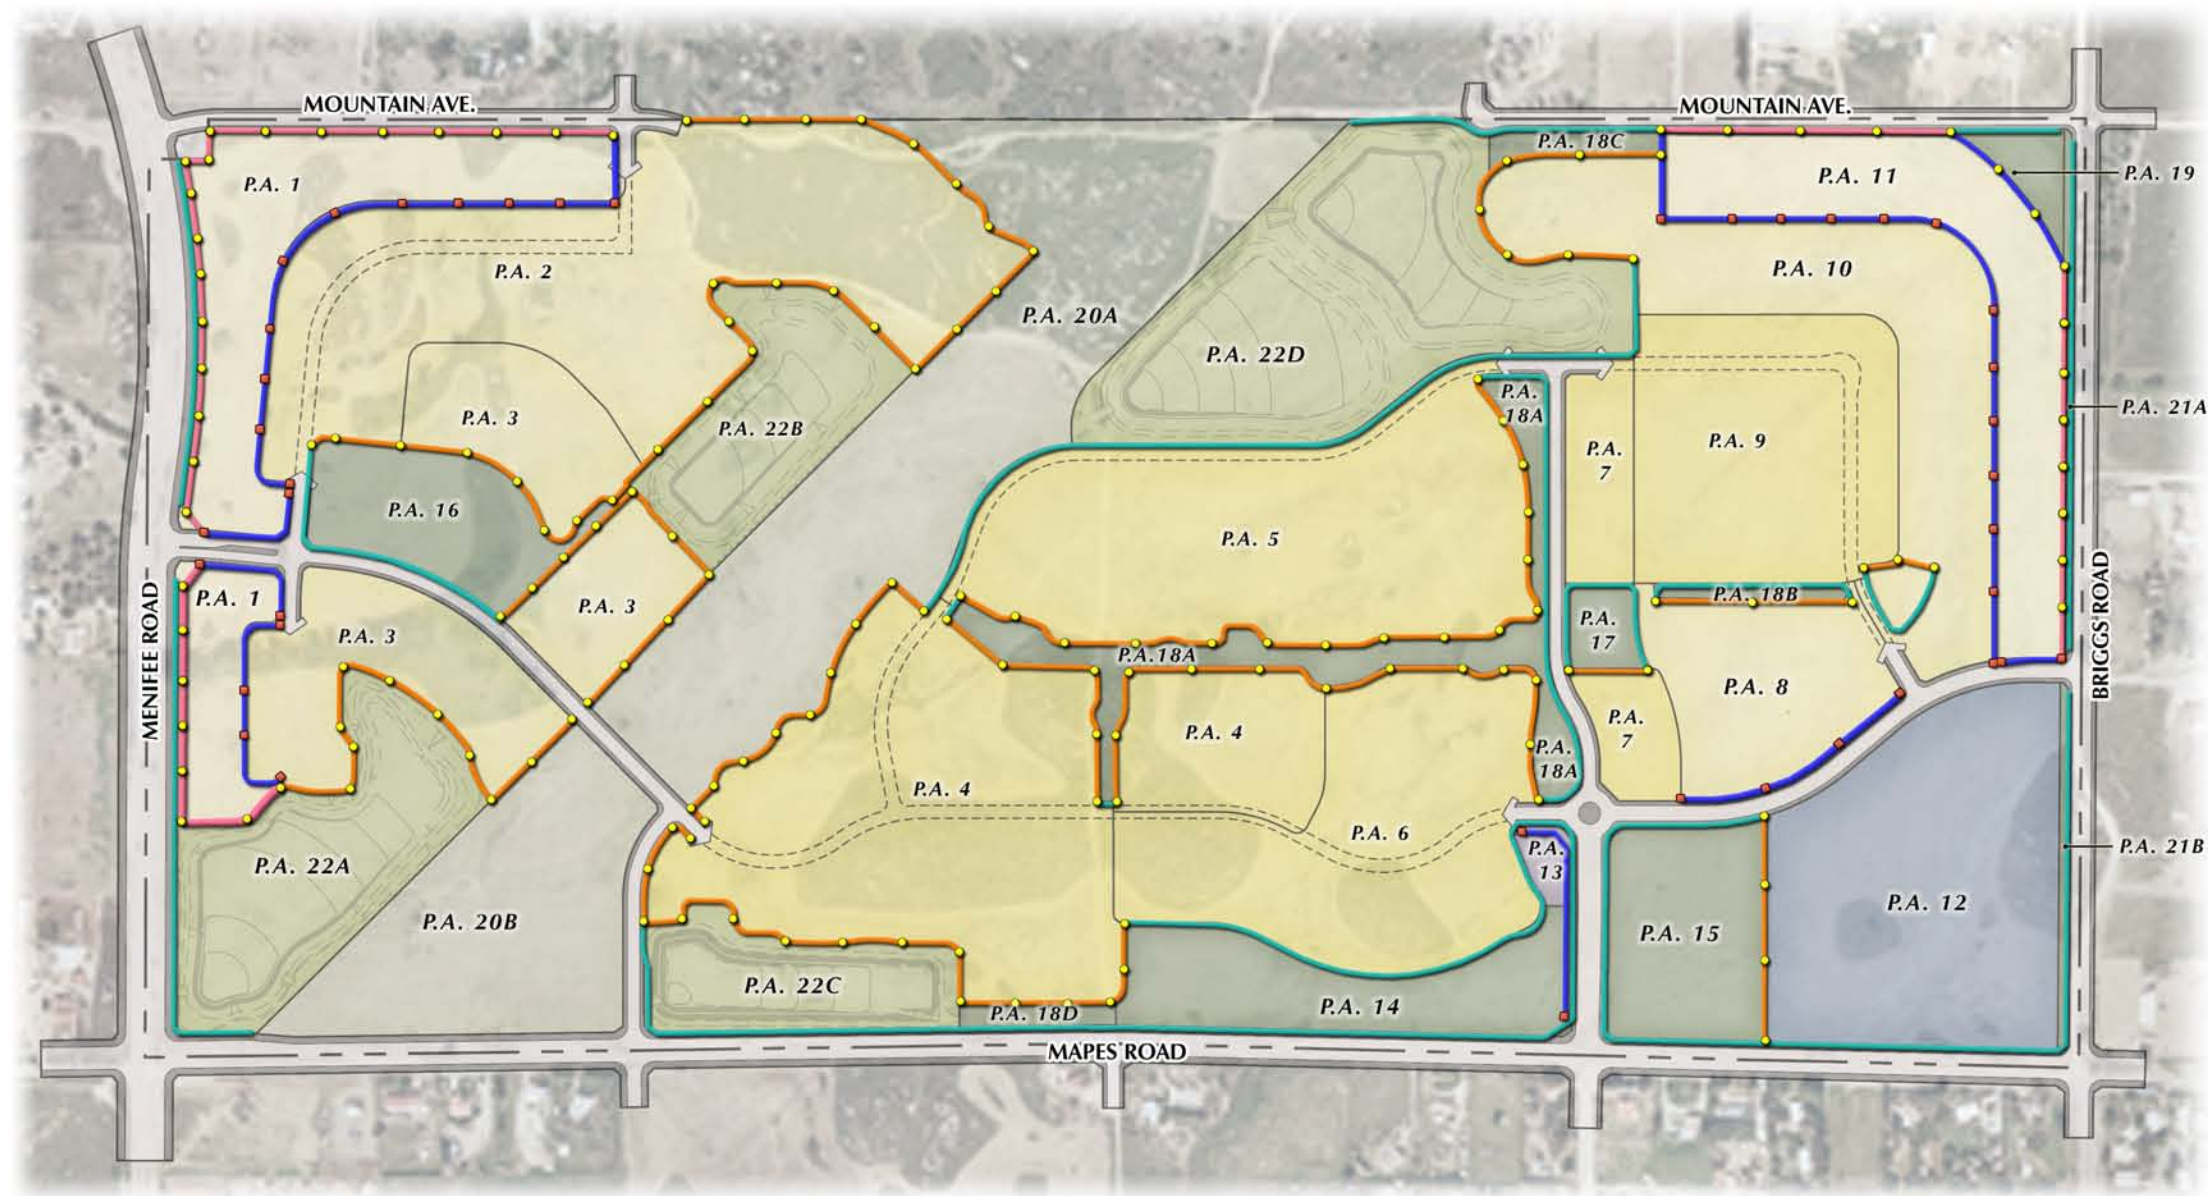 MOUNTAIN AVE.
MOUNTAIN AVE.
P.A. 18C
P.A. 1
P.A. 11
P.A. 19
P.A. 2
P.A. 10
P.A. 20A
P.A. 22D
P.A.
18A
P.A. 21A
P.A. 3
P.A. 22B
P.A.
7
P.A. 9
P.A. 16
P.A. 5
MENIFEE ROAD
BRIGGS ROAD
P.A. 1
P.A. 3
P.A. 3
P.A. 18B
P.A.
17
P.A.18A
P.A. 8
P.A.
7
P.A. 4
P.A.
18A
P.A. 4
P.A. 6
P.A.
13
P.A. 21B
P.A. 22A
P.A. 20B
P.A. 12
P.A. 15
P.A. 22C
P.A. 18D
P.A. 14
MAPES ROAD